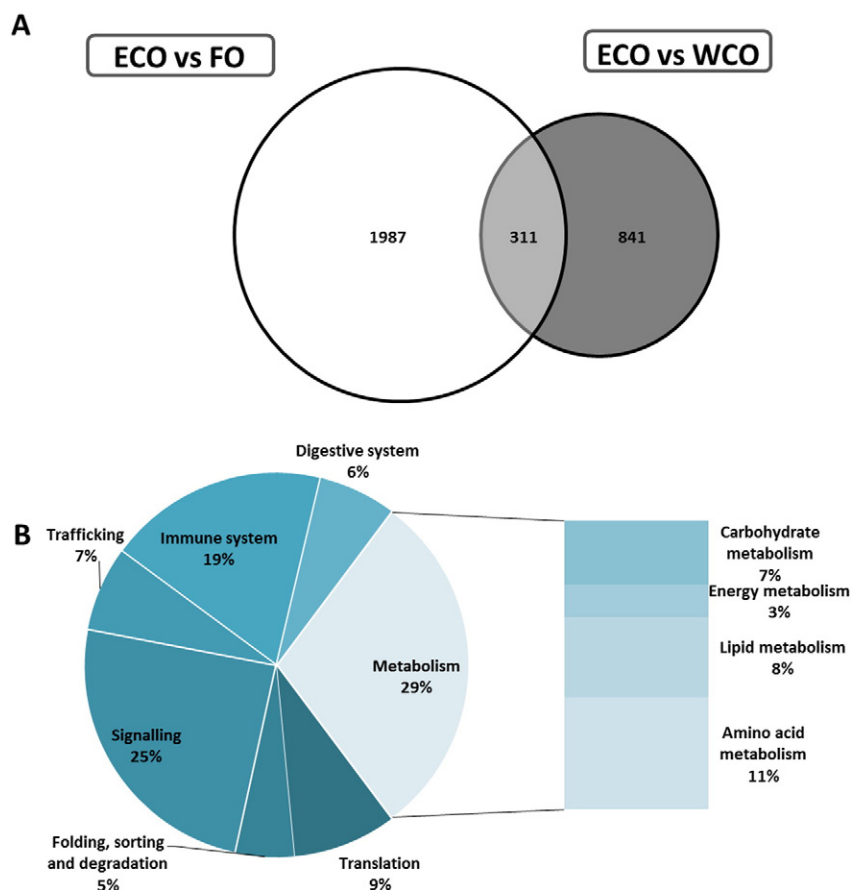 A
ECO vs FO
ECO vs WCO
1987
311
841
B
Digestive system
6%
Trafficking
7%
Immune system
19%
Metabolism
29%
Signalling
25%
Folding, sorting
and degradation
5%
Translation
9%
Carbohydrate
metabolism
7%
Energy metabolism
3%
Lipid metabolism
8%
Amino acid
metabolism
11%